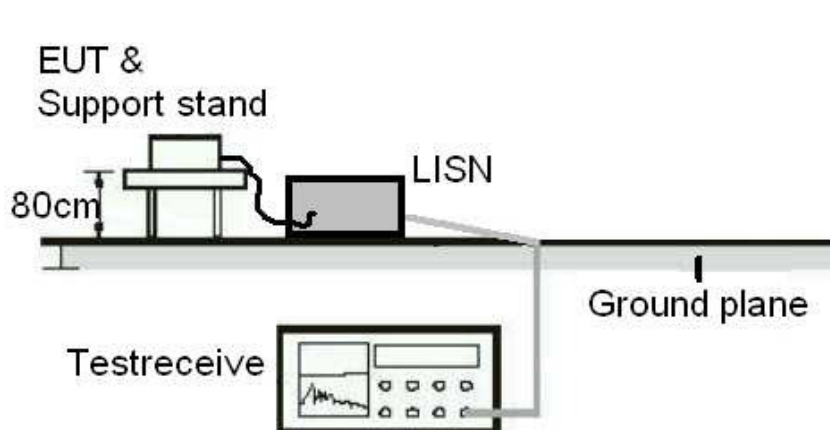 EUT &
Support stand
LISN
80cm
Ground plane
Testreceive